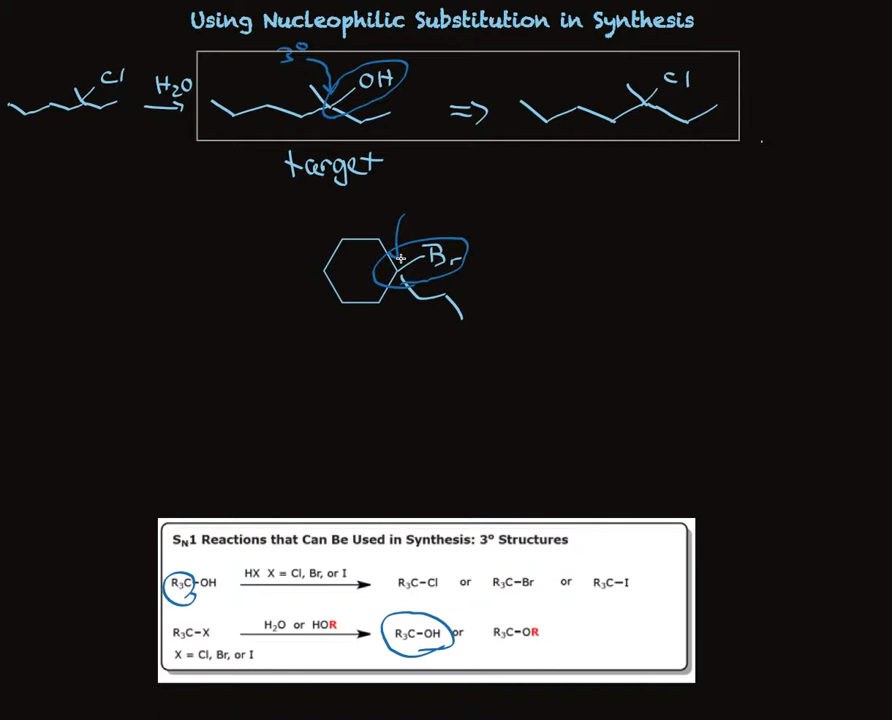 Using Nucleophilic Substitution in Synthesis
3°
Cl H₂O OH => Cl
target
Br
SN1 Reactions that Can Be Used in Synthesis: 3° Structures
R₃C-OH HX X = Cl, Br, or I R₃C-Cl or R₃C-Br or R₃C-I
R₃C-X H₂O or HOR R₃C-OH or R₃C-OR
X = Cl, Br, or I